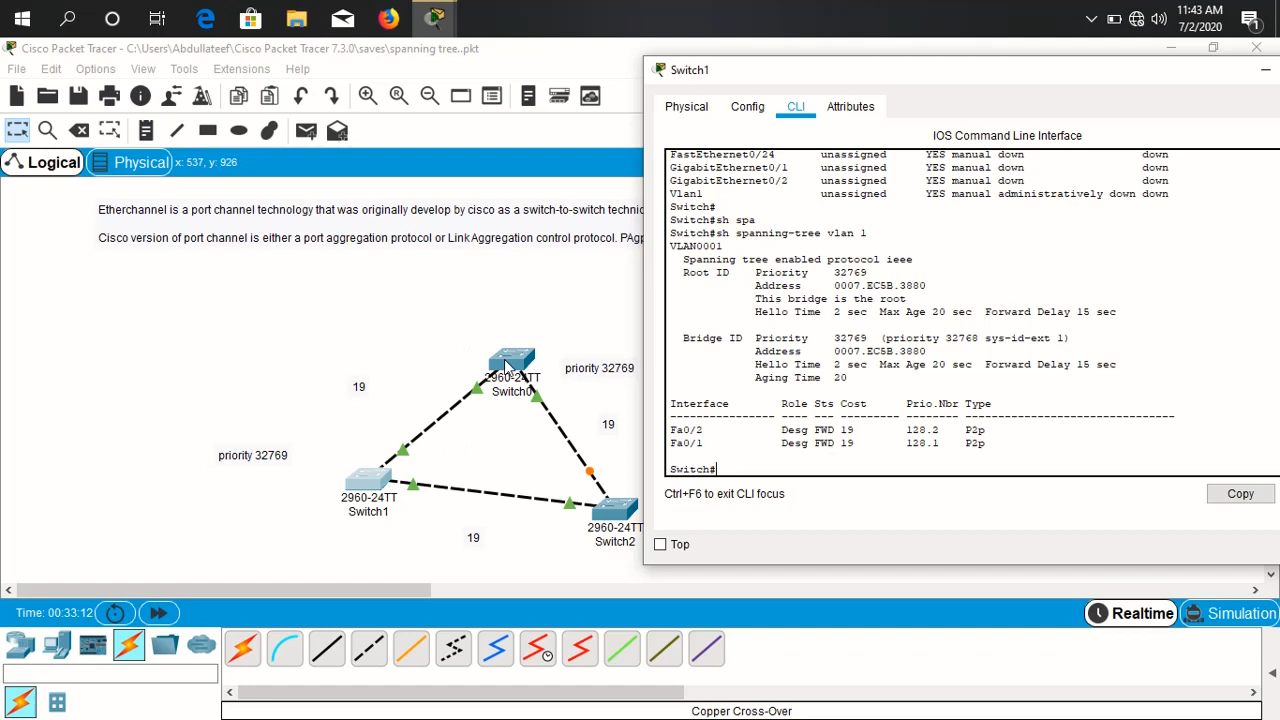 11:43 AM
7/2/2020
1
Cisco Packet Tracer - C:\Users\Abdullateef\Cisco Packet Tracer 7.3.0\saves\spanning tree..pkt
File Edit Options View Tools Extensions Help
Logical Physical x: 537, y: 926
Etherchannel is a port channel technology that was originally develop by cisco as a switch-to-switch technic
Cisco version of port channel is either a port aggregation protocol or Link Aggregation control protocol. PAgp
2960-24TT
Switch0
priority 32769
19
19
priority 32769
2960-24TT
Switch1
2960-24TT
Switch2
19
Switch1
Physical Config CLI Attributes
IOS Command Line Interface
FastEthernet0/24 unassigned YES manual down down
GigabitEthernet0/1 unassigned YES manual down down
GigabitEthernet0/2 unassigned YES manual down down
Vlan1 unassigned YES manual administratively down down
Switch#
Switch#sh spa
Switch#sh spanning-tree vlan 1
VLAN0001
Spanning tree enabled protocol ieee
Root ID Priority 32769
Address 0007.EC5B.3880
This bridge is the root
Hello Time 2 sec Max Age 20 sec Forward Delay 15 sec
Bridge ID Priority 32769 (priority 32768 sys-id-ext 1)
Address 0007.EC5B.3880
Hello Time 2 sec Max Age 20 sec Forward Delay 15 sec
Aging Time 20
Interface Role Sts Cost Prio.Nbr Type
---------------- ---- --- --------- -------- --------------------------------
Fa0/2 Desg FWD 19 128.2 P2p
Fa0/1 Desg FWD 19 128.1 P2p
Switch#
Ctrl+F6 to exit CLI focus
Copy
Top
Time: 00:33:12
Realtime Simulation
Copper Cross-Over